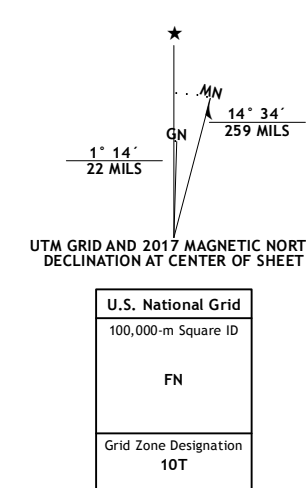 ★
MN
GN
14° 34´
259 MILS
1° 14´
22 MILS
UTM GRID AND 2017 MAGNETIC NORT
DECLINATION AT CENTER OF SHEET
U.S. National Grid
100,000-m Square ID
FN
Grid Zone Designation
10T